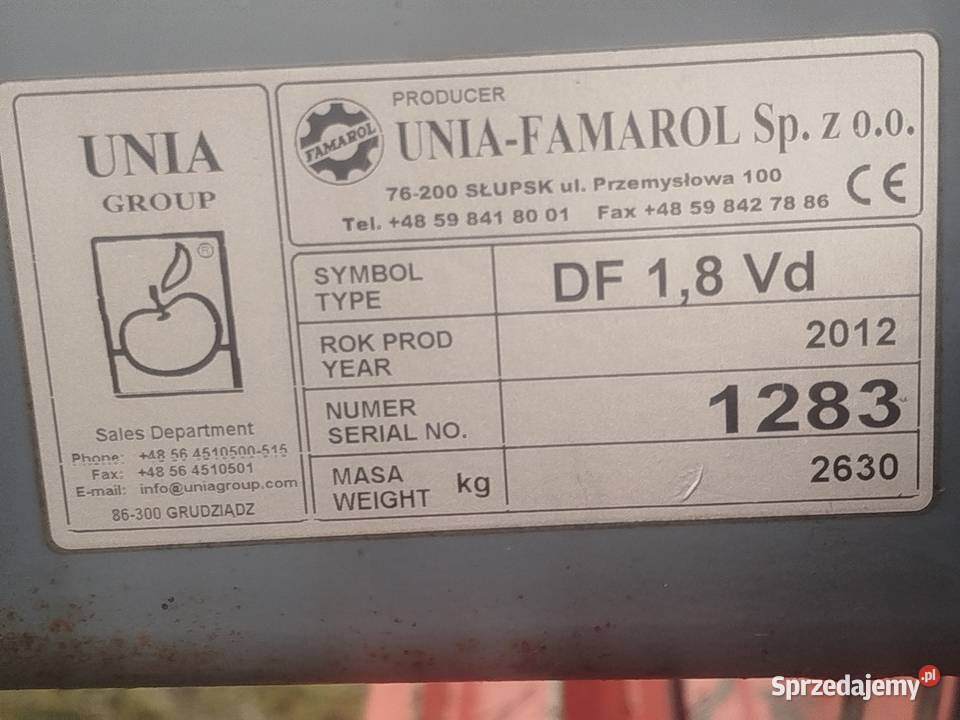 UNIA
GROUP
®
Sales Department
Phone: +48 56 4510500-515
Fax: +48 56 4510501
E-mail: info@uniagroup.com
86-300 GRUDZIĄDZ
FAMAROL
PRODUCER
UNIA-FAMAROL Sp. z o.o.
76-200 SŁUPSK ul. Przemysłowa 100
Tel. +48 59 841 80 01 Fax +48 59 842 78 86
CE
SYMBOL
TYPE
DF 1,8 Vd
ROK PROD
YEAR
2012
NUMER
SERIAL NO.
1283
MASA
WEIGHT kg
2630
Sprzedajemy.pl